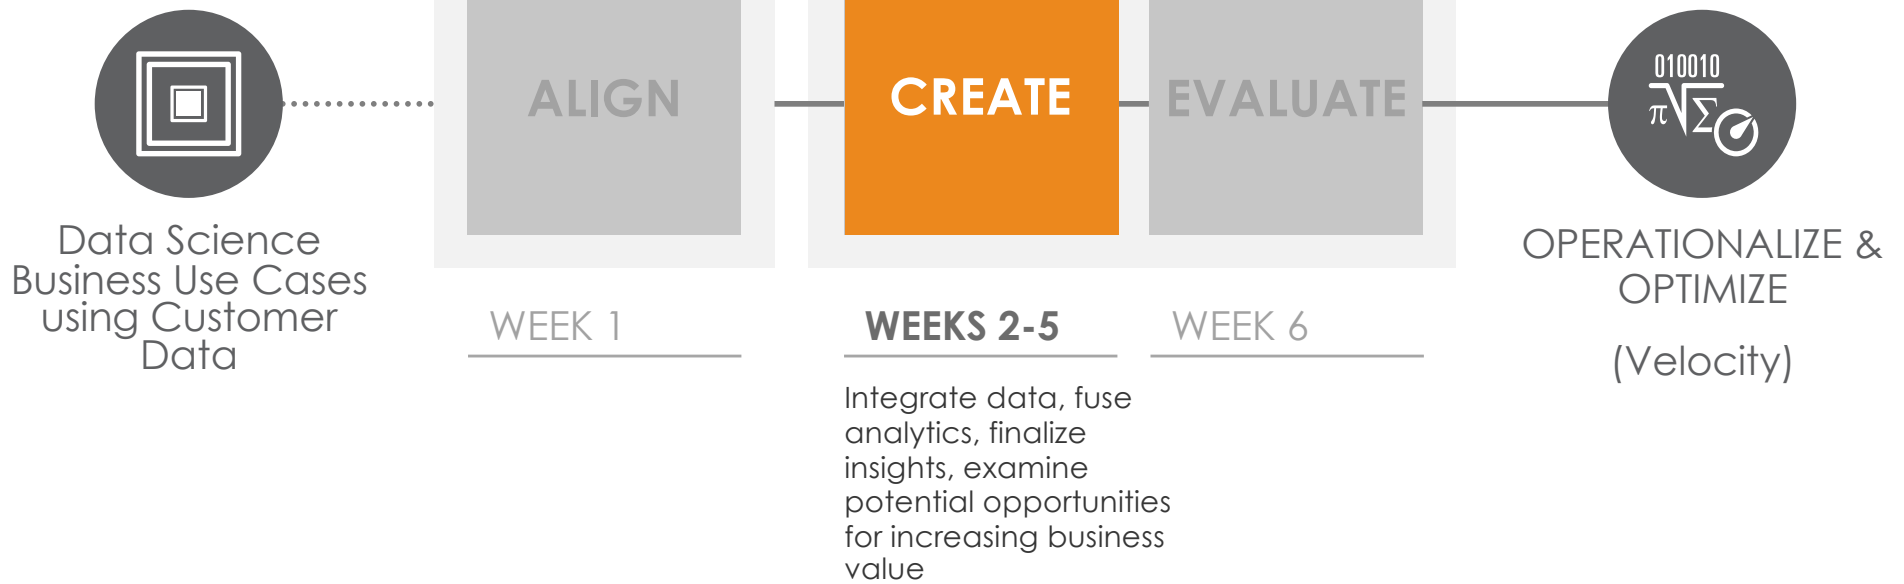 ALIGN
CREATE
EVALUATE
010010
π√Σ
Data Science
Business Use Cases
using Customer
Data
OPERATIONALIZE &
OPTIMIZE
(Velocity)
WEEK 1
WEEKS 2-5
WEEK 6
Integrate data, fuse
analytics, finalize
insights, examine
potential opportunities
for increasing business
value